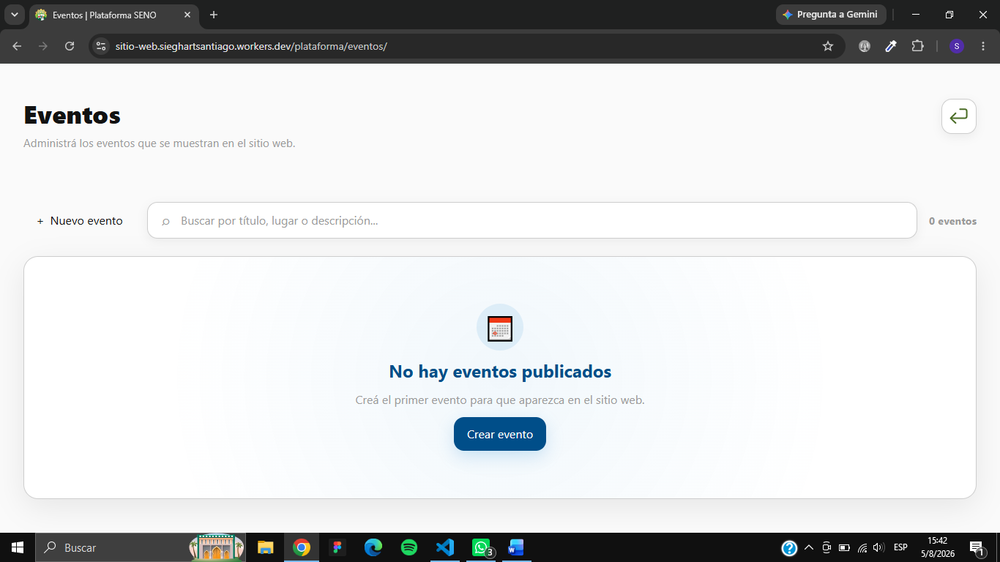 Eventos | Plataforma SENO
Pregunta a Gemini
sitio-web.sieghartsantiago.workers.dev/plataforma/eventos/
S
Eventos
Administrá los eventos que se muestran en el sitio web.
+ Nuevo evento
Buscar por título, lugar o descripción...
0 eventos
No hay eventos publicados
Creá el primer evento para que aparezca en el sitio web.
Crear evento
Buscar
3
W
ESP
15:42
5/8/2026
1